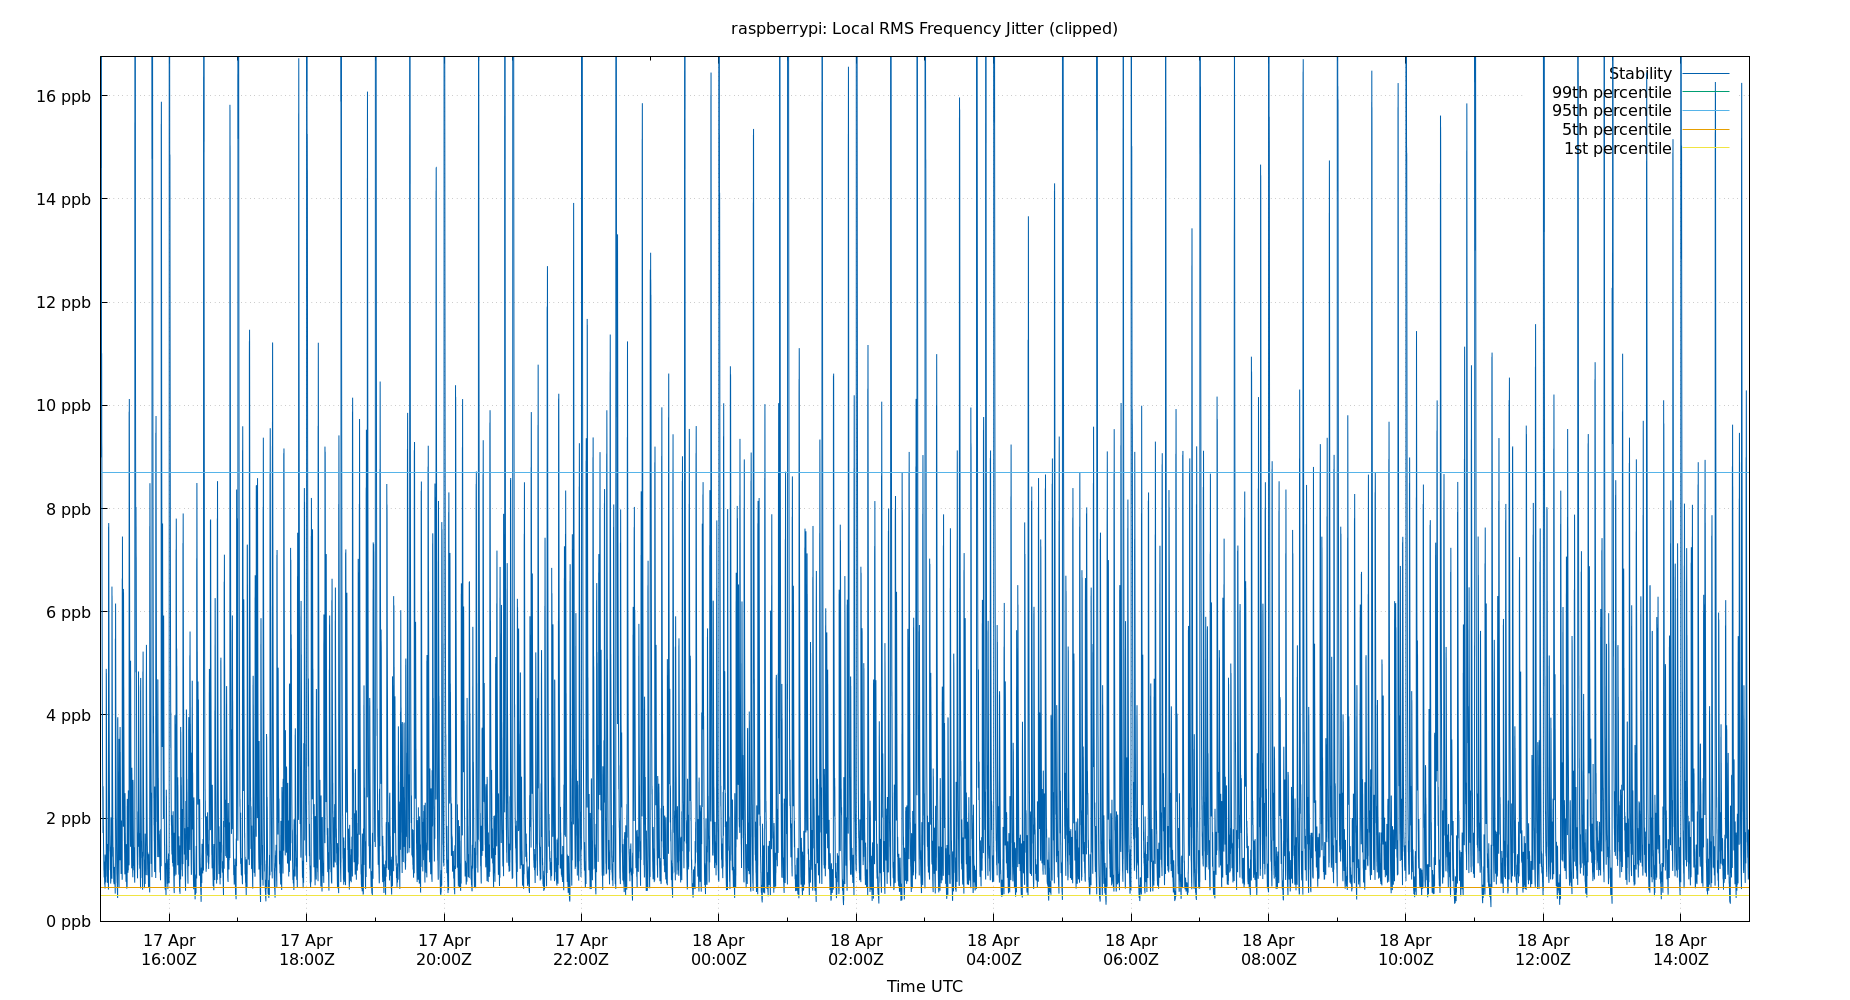 raspberrypi: Local RMS Frequency Jitter (clipped)
Stability
99th percentile
95th percentile
5th percentile
1st percentile
16 ppb
14 ppb
12 ppb
10 ppb
8 ppb
6 ppb
4 ppb
2 ppb
0 ppb
17 Apr 17 Apr 17 Apr 17 Apr 18 Apr 18 Apr 18 Apr 18 Apr 18 Apr 18 Apr 18 Apr 18 Apr
16:00Z 18:00Z 20:00Z 22:00Z 00:00Z 02:00Z 04:00Z 06:00Z 08:00Z 10:00Z 12:00Z 14:00Z
Time UTC